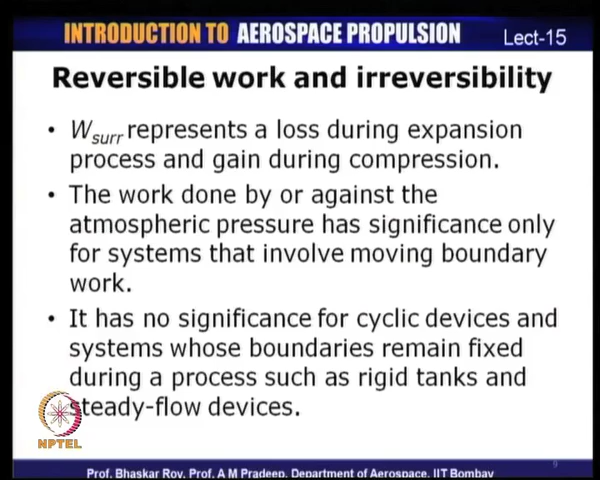 INTRODUCTION TO AEROSPACE PROPULSION
Lect-15
Reversible work and irreversibility
• Wsurr represents a loss during expansion
process and gain during compression.
• The work done by or against the
atmospheric pressure has significance only
for systems that involve moving boundary
work.
• It has no significance for cyclic devices and
systems whose boundaries remain fixed
during a process such as rigid tanks and
steady-flow devices.
NPTEL
9
Prof. Bhaskar Roy, Prof. A M Pradeep, Department of Aerospace, IIT Bombay